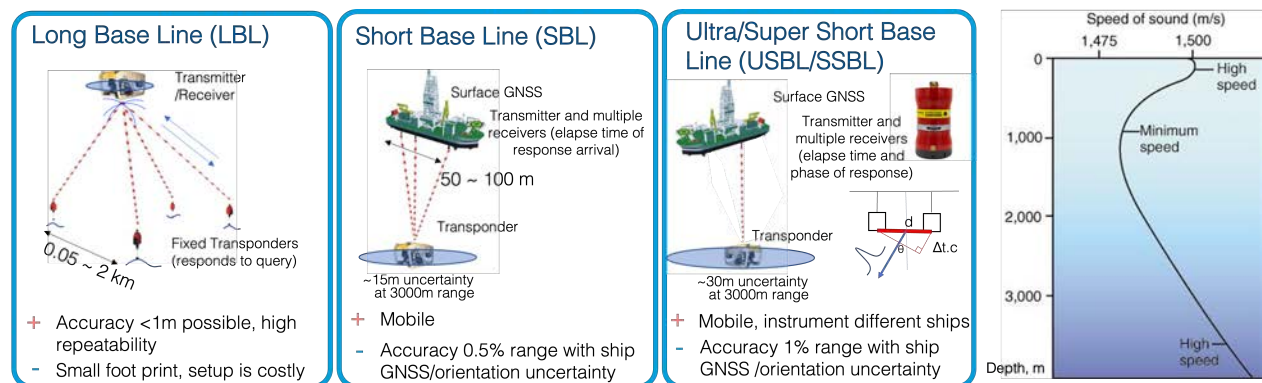 Long Base Line (LBL)
Transmitter
/Receiver
0.05 ~ 2 km
Fixed Transponders
(responds to query)
+ Accuracy <1m possible, high
repeatability
- Small foot print, setup is costly
Short Base Line (SBL)
Surface GNSS
Transmitter and multiple
receivers (elapse time of
response arrival)
50 ~ 100 m
Transponder
~15m uncertainty
at 3000m range
+ Mobile
- Accuracy 0.5% range with ship
GNSS/orientation uncertainty
Ultra/Super Short Base
Line (USBL/SSBL)
Surface GNSS
Transmitter and
multiple receivers
(elapse time and
phase of response)
d
θ
Δt.c
Transponder
~30m uncertainty
at 3000m range
+ Mobile, instrument different ships
- Accuracy 1% range with ship
GNSS /orientation uncertainty
Speed of sound (m/s)
1,475 1,500
0
High
speed
1,000
Minimum
speed
2,000
3,000
High
speed
Depth, m